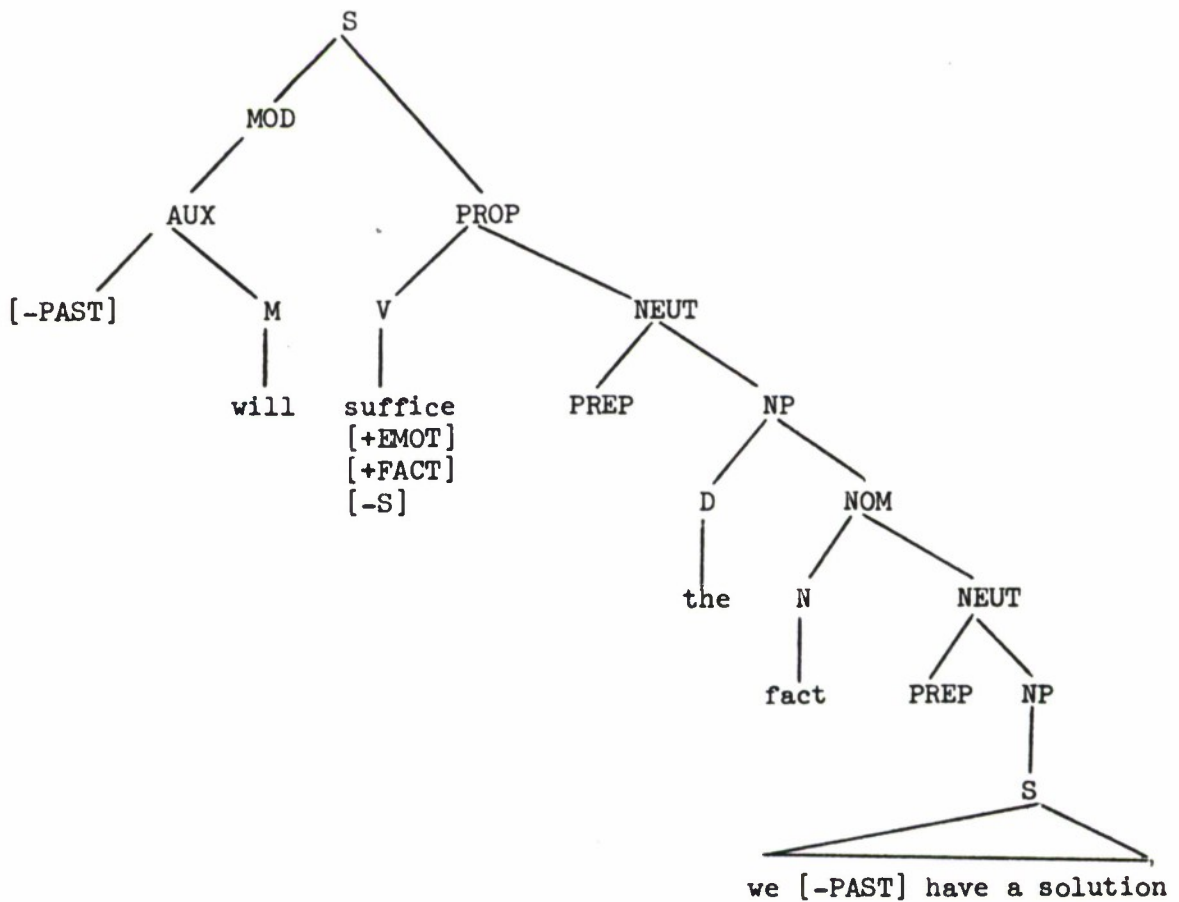 S
MOD
AUX PROP
[-PAST] M V NEUT
will suffice PREP NP
[+EMOT]
[+FACT]
[-S] D NOM
the N NEUT
fact PREP NP
S
we [-PAST] have a solution